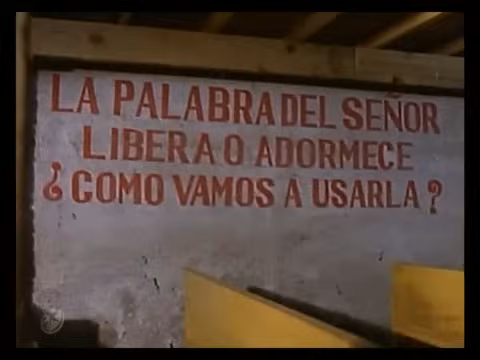 LA PALABRA DEL SEÑOR
LIBERA O ADORMECE
¿COMO VAMOS A USARLA?